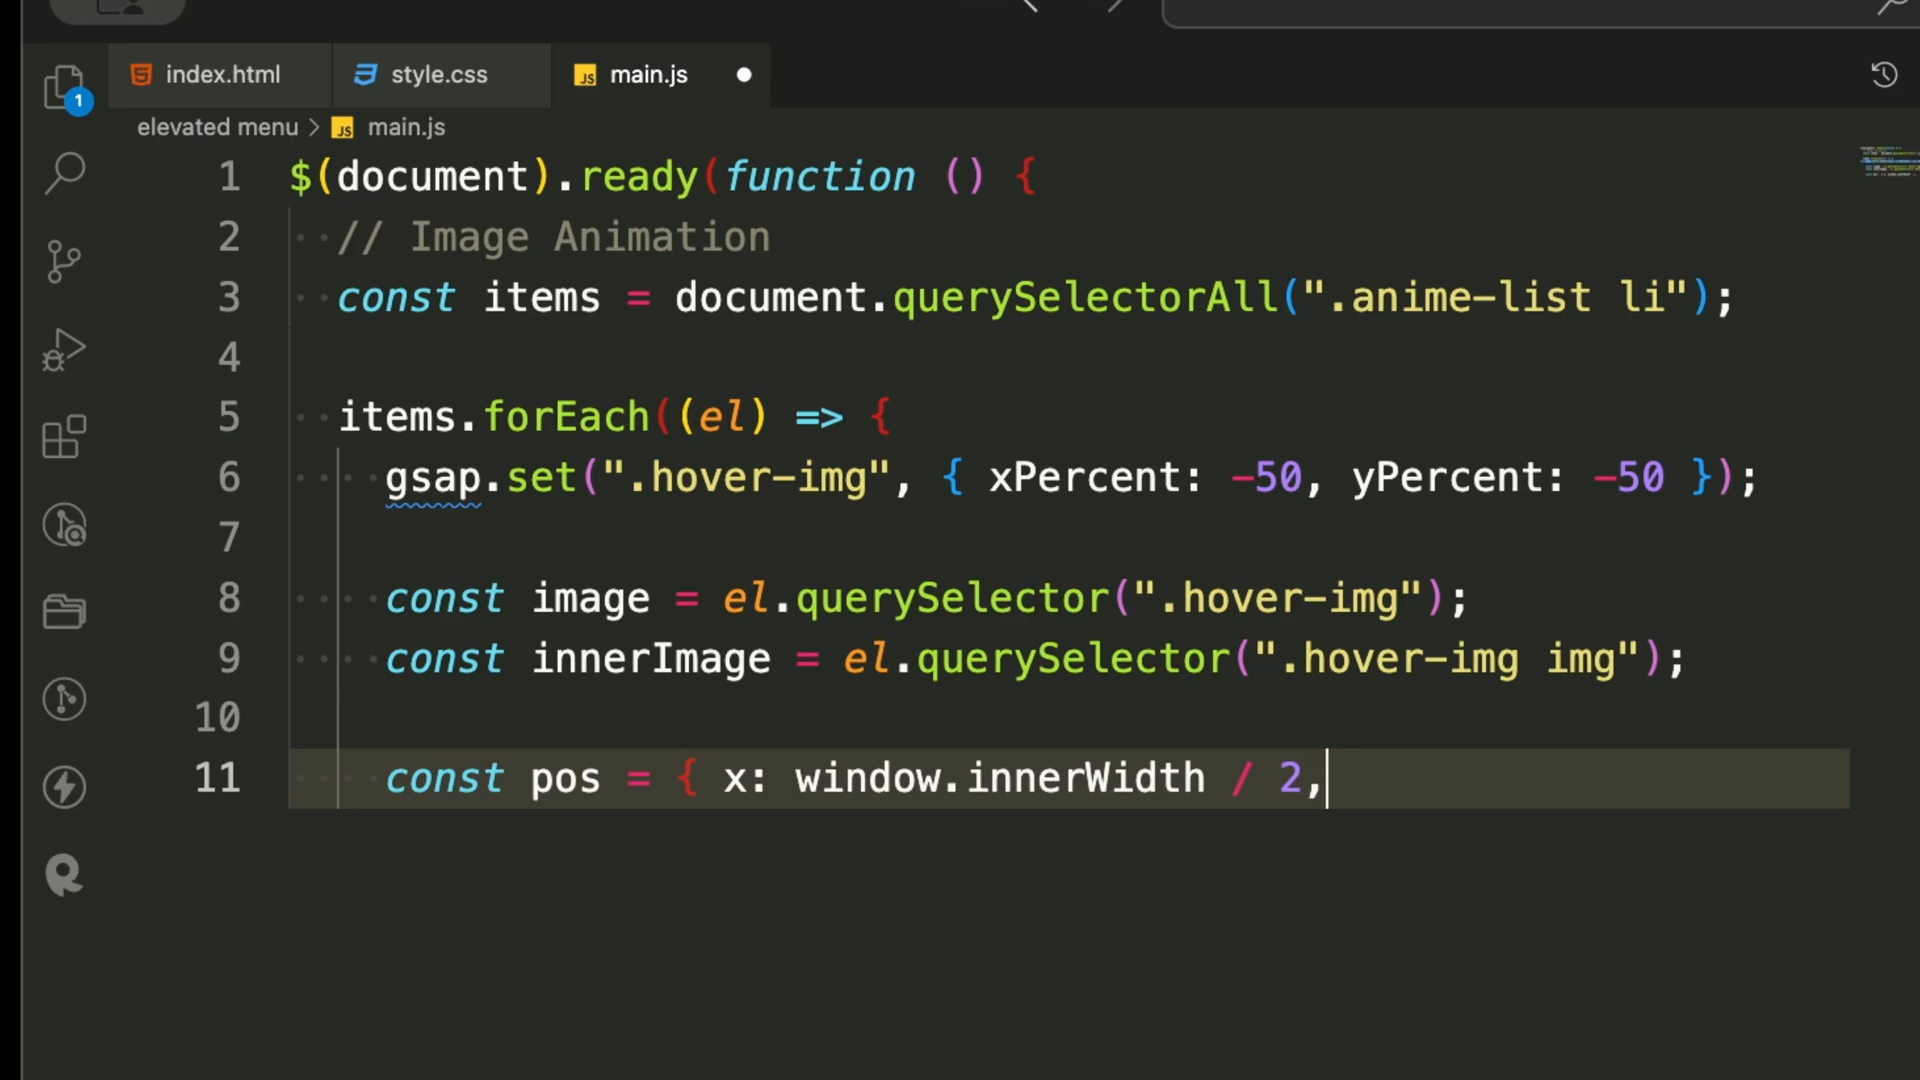 index.html
style.css
JS main.js
1
elevated menu > JS main.js
1 $(document).ready(function () {
2 // Image Animation
3 const items = document.querySelectorAll(".anime-list li");
4
5 items.forEach((el) => {
6 gsap.set(".hover-img", { xPercent: -50, yPercent: -50 });
7
8 const image = el.querySelector(".hover-img");
9 const innerImage = el.querySelector(".hover-img img");
10
11 const pos = { x: window.innerWidth / 2,